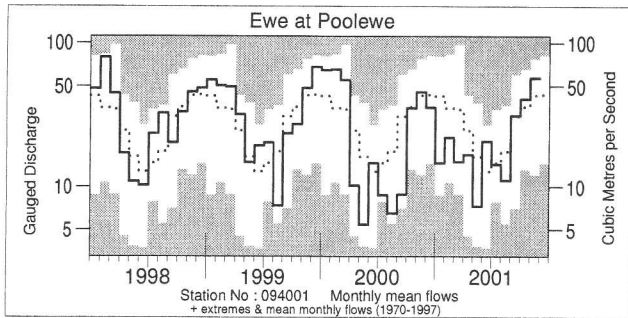 Ewe at Poolewe
100
50
10
5
Gauged Discharge
100
50
10
5
Cubic Metres per Second
1998 1999 2000 2001
Station No : 094001 Monthly mean flows
+ extremes & mean monthly flows (1970-1997)